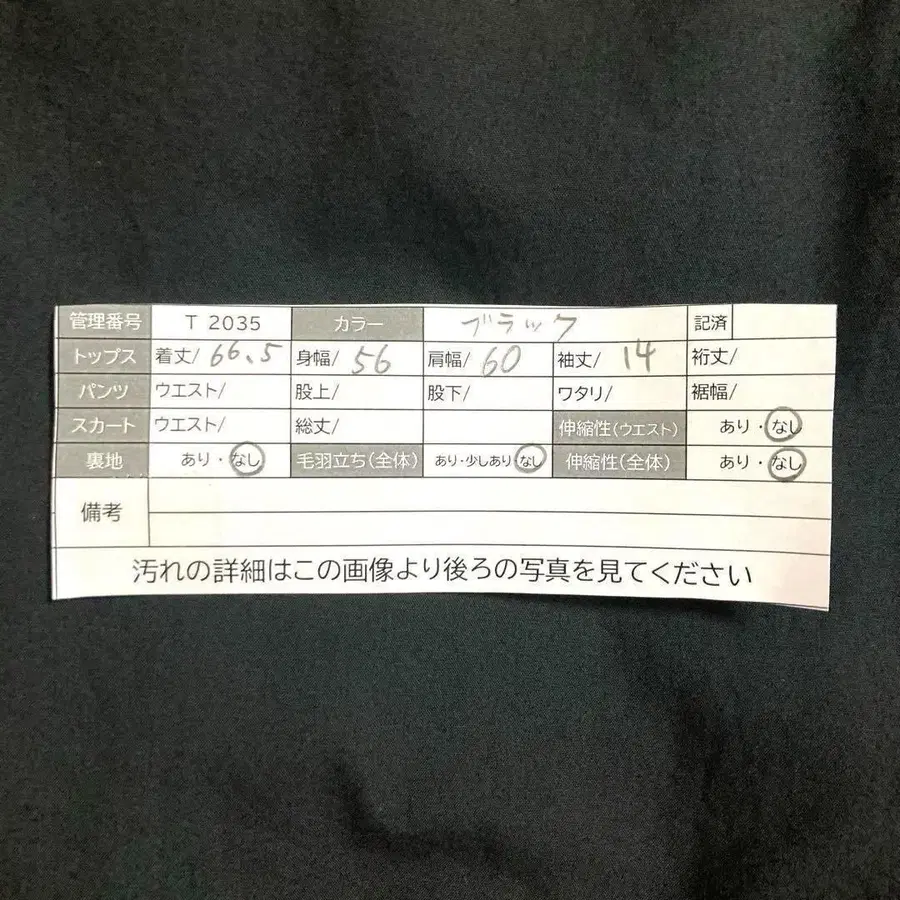 管理番号 T 2035 カラー ブラック 記済
トップス 着丈/ 66.5 身幅/ 56 肩幅/ 60 袖丈/ 14 裄丈/
パンツ ウエスト/ 股上/ 股下/ ワタリ/ 裾幅/
スカート ウエスト/ 総丈/ 伸縮性(ウエスト) あり・なし
裏地 あり・なし 毛羽立ち(全体) あり・少しあり・なし 伸縮性(全体) あり・なし
備考
汚れの詳細はこの画像より後ろの写真を見てください